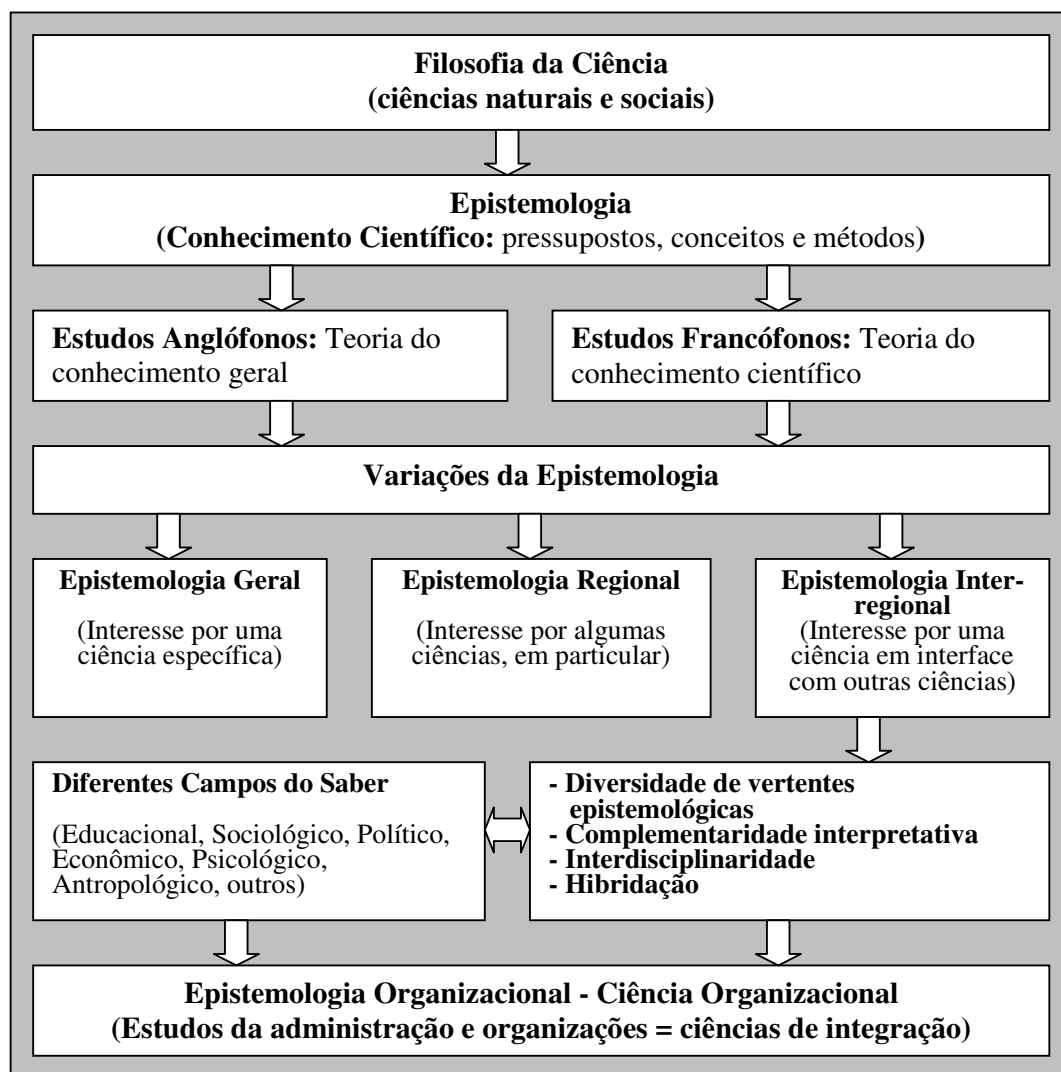 Filosofia da Ciência
(ciências naturais e sociais)
Epistemologia
(Conhecimento Científico: pressupostos, conceitos e métodos)
Estudos Anglófonos: Teoria do
conhecimento geral
Estudos Francófonos: Teoria do
conhecimento científico
Variações da Epistemologia
Epistemologia Geral
(Interesse por uma
ciência específica)
Epistemologia Regional
(Interesse por algumas
ciências, em particular)
Epistemologia Inter-
regional
(Interesse por uma
ciência em interface
com outras ciências)
Diferentes Campos do Saber
(Educacional, Sociológico, Político,
Econômico, Psicológico,
Antropológico, outros)
- Diversidade de vertentes
epistemológicas
- Complementaridade interpretativa
- Interdisciplinaridade
- Hibridação
Epistemologia Organizacional - Ciência Organizacional
(Estudos da administração e organizações = ciências de integração)